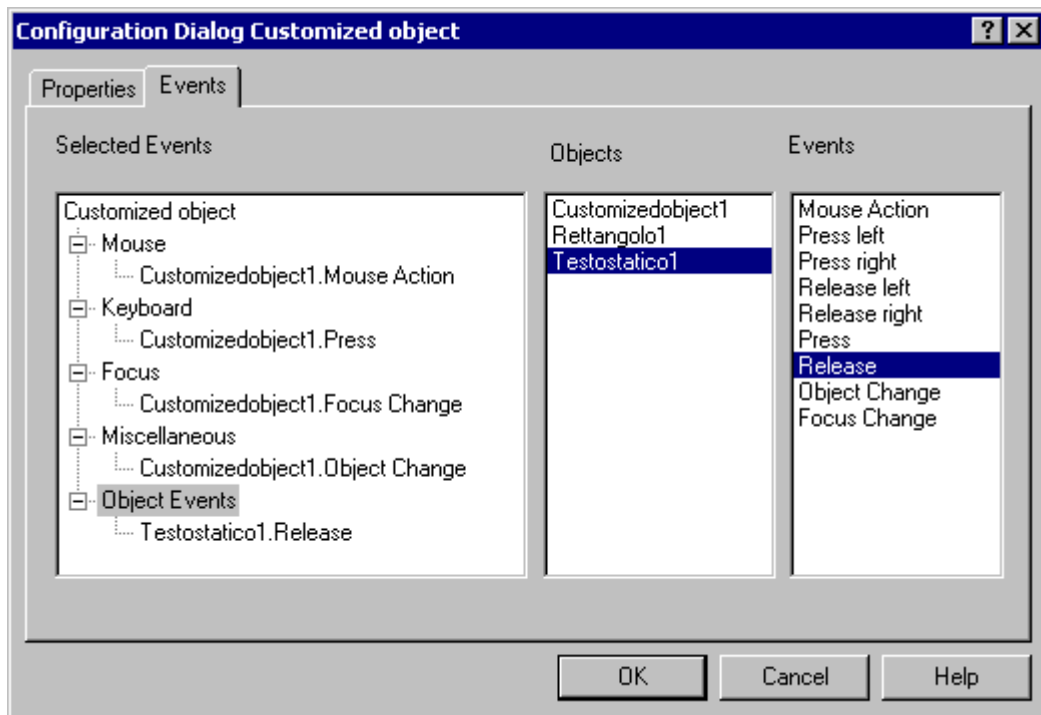 Configuration Dialog Customized object
Properties
Events
Selected Events
Objects
Events
Customized object
Mouse
Customizedobject1.Mouse Action
Keyboard
Customizedobject1.Press
Focus
Customizedobject1.Focus Change
Miscellaneous
Customizedobject1.Object Change
Object Events
Testostatico1.Release
Customizedobject1
Rettangolo1
Testostatico1
Mouse Action
Press left
Press right
Release left
Release right
Press
Release
Object Change
Focus Change
OK
Cancel
Help